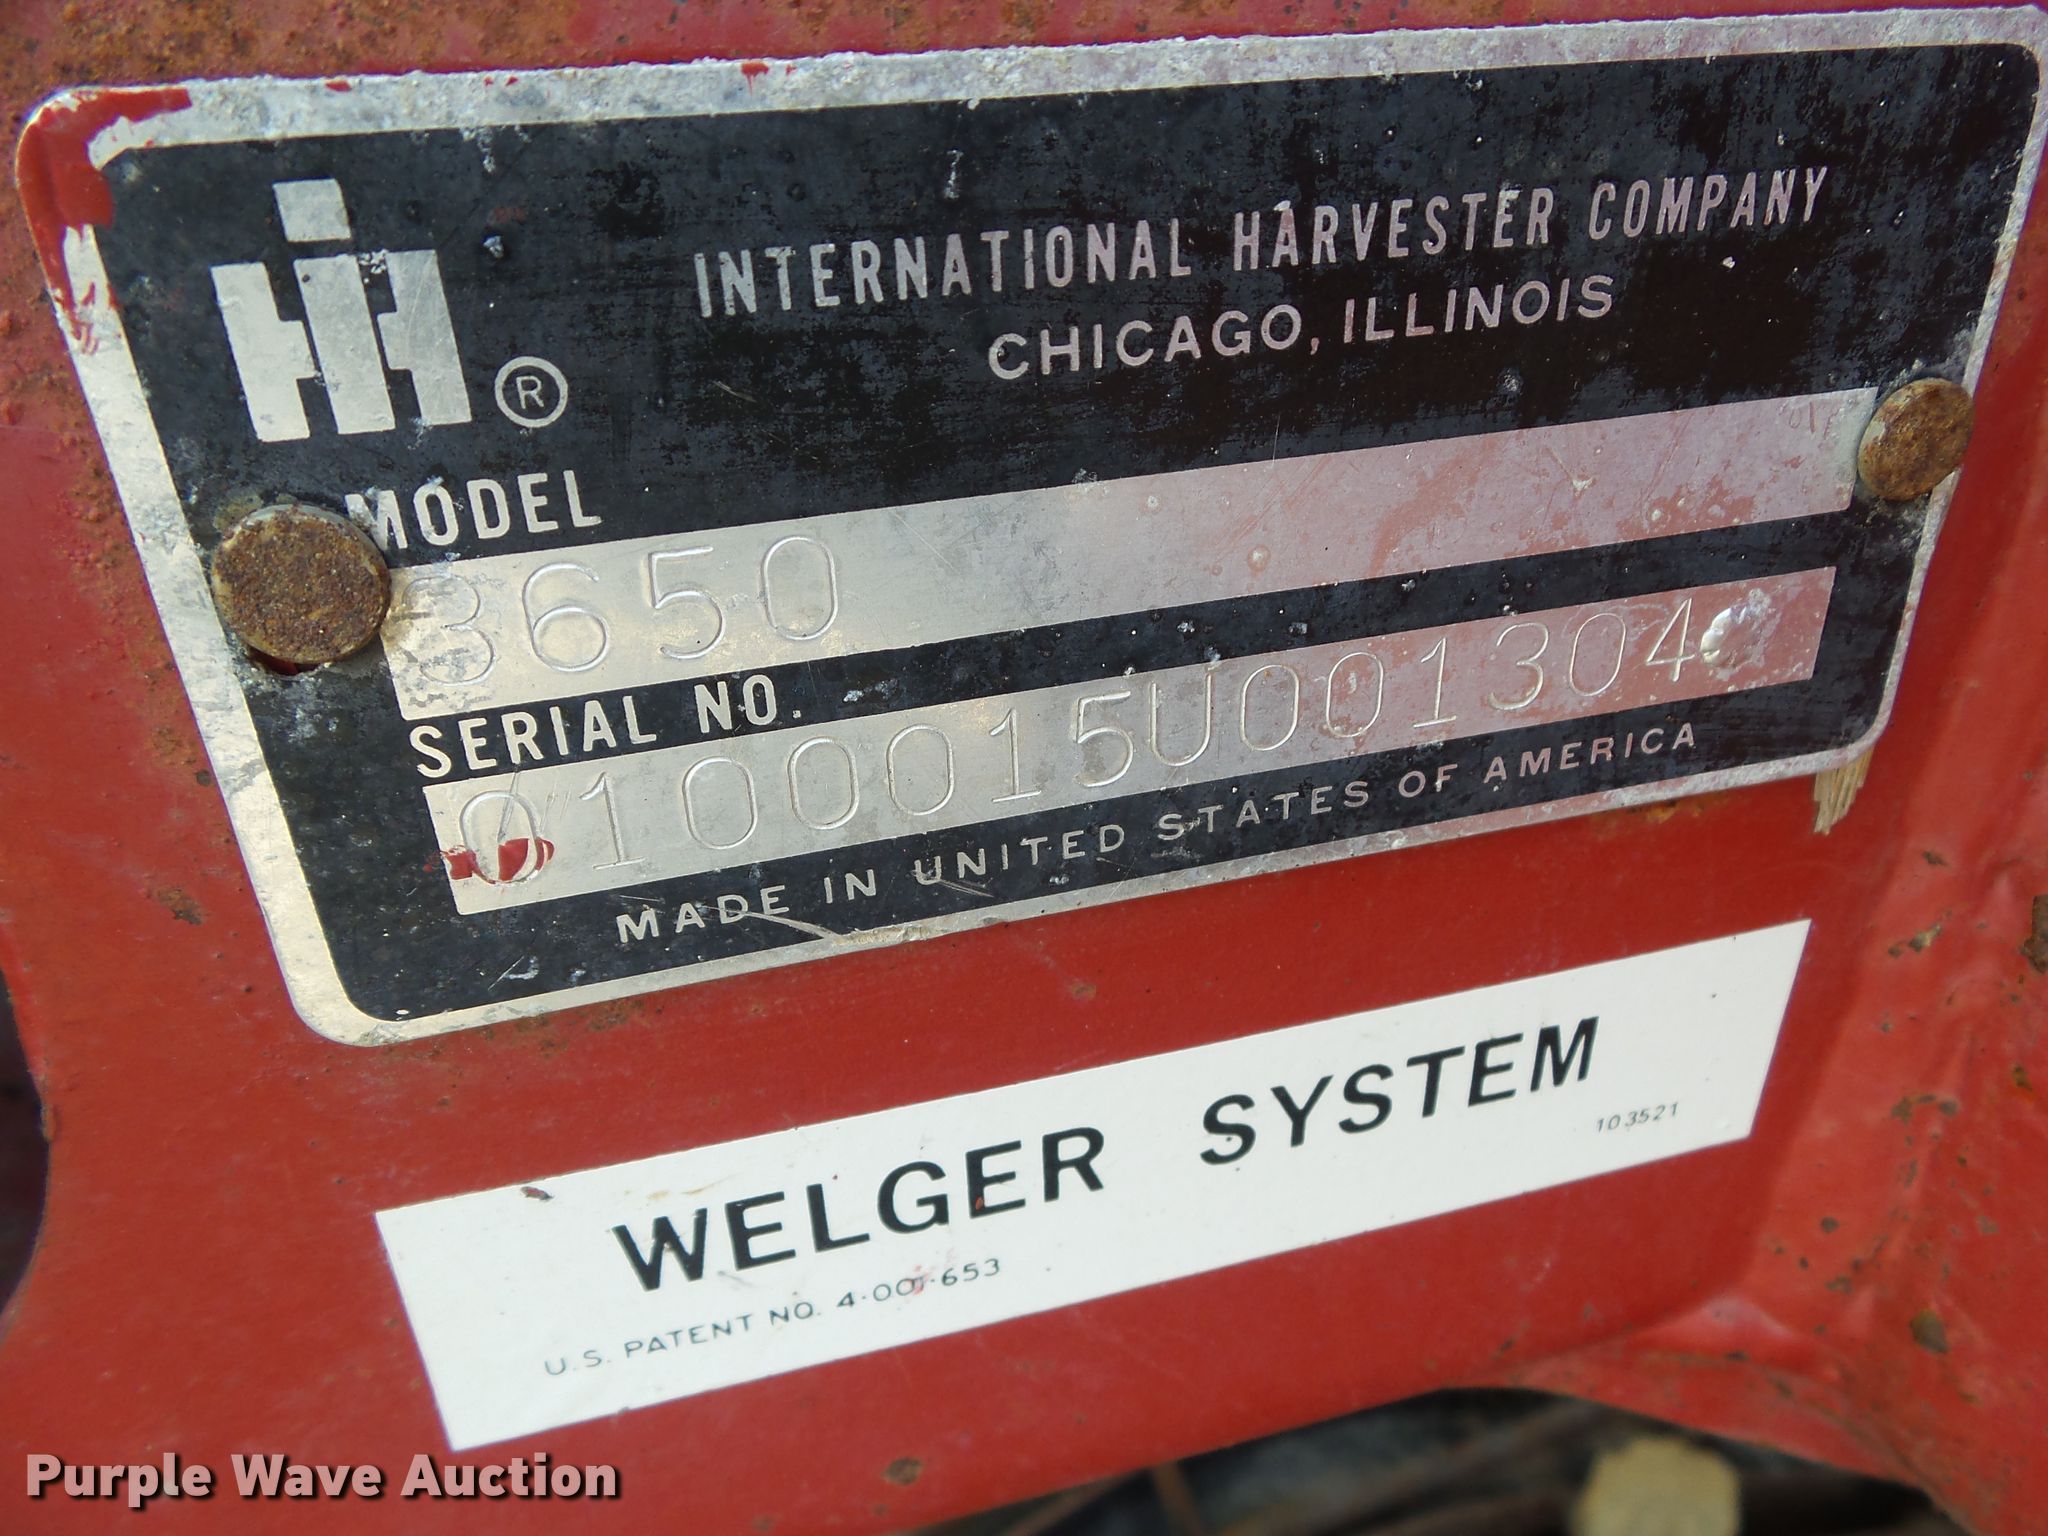 IH ®
INTERNATIONAL HARVESTER COMPANY
CHICAGO, ILLINOIS
MODEL
3650
SERIAL NO.
0100015U001304
MADE IN UNITED STATES OF AMERICA
WELGER SYSTEM
103521
U.S. PATENT NO. 4·001·653
Purple Wave Auction